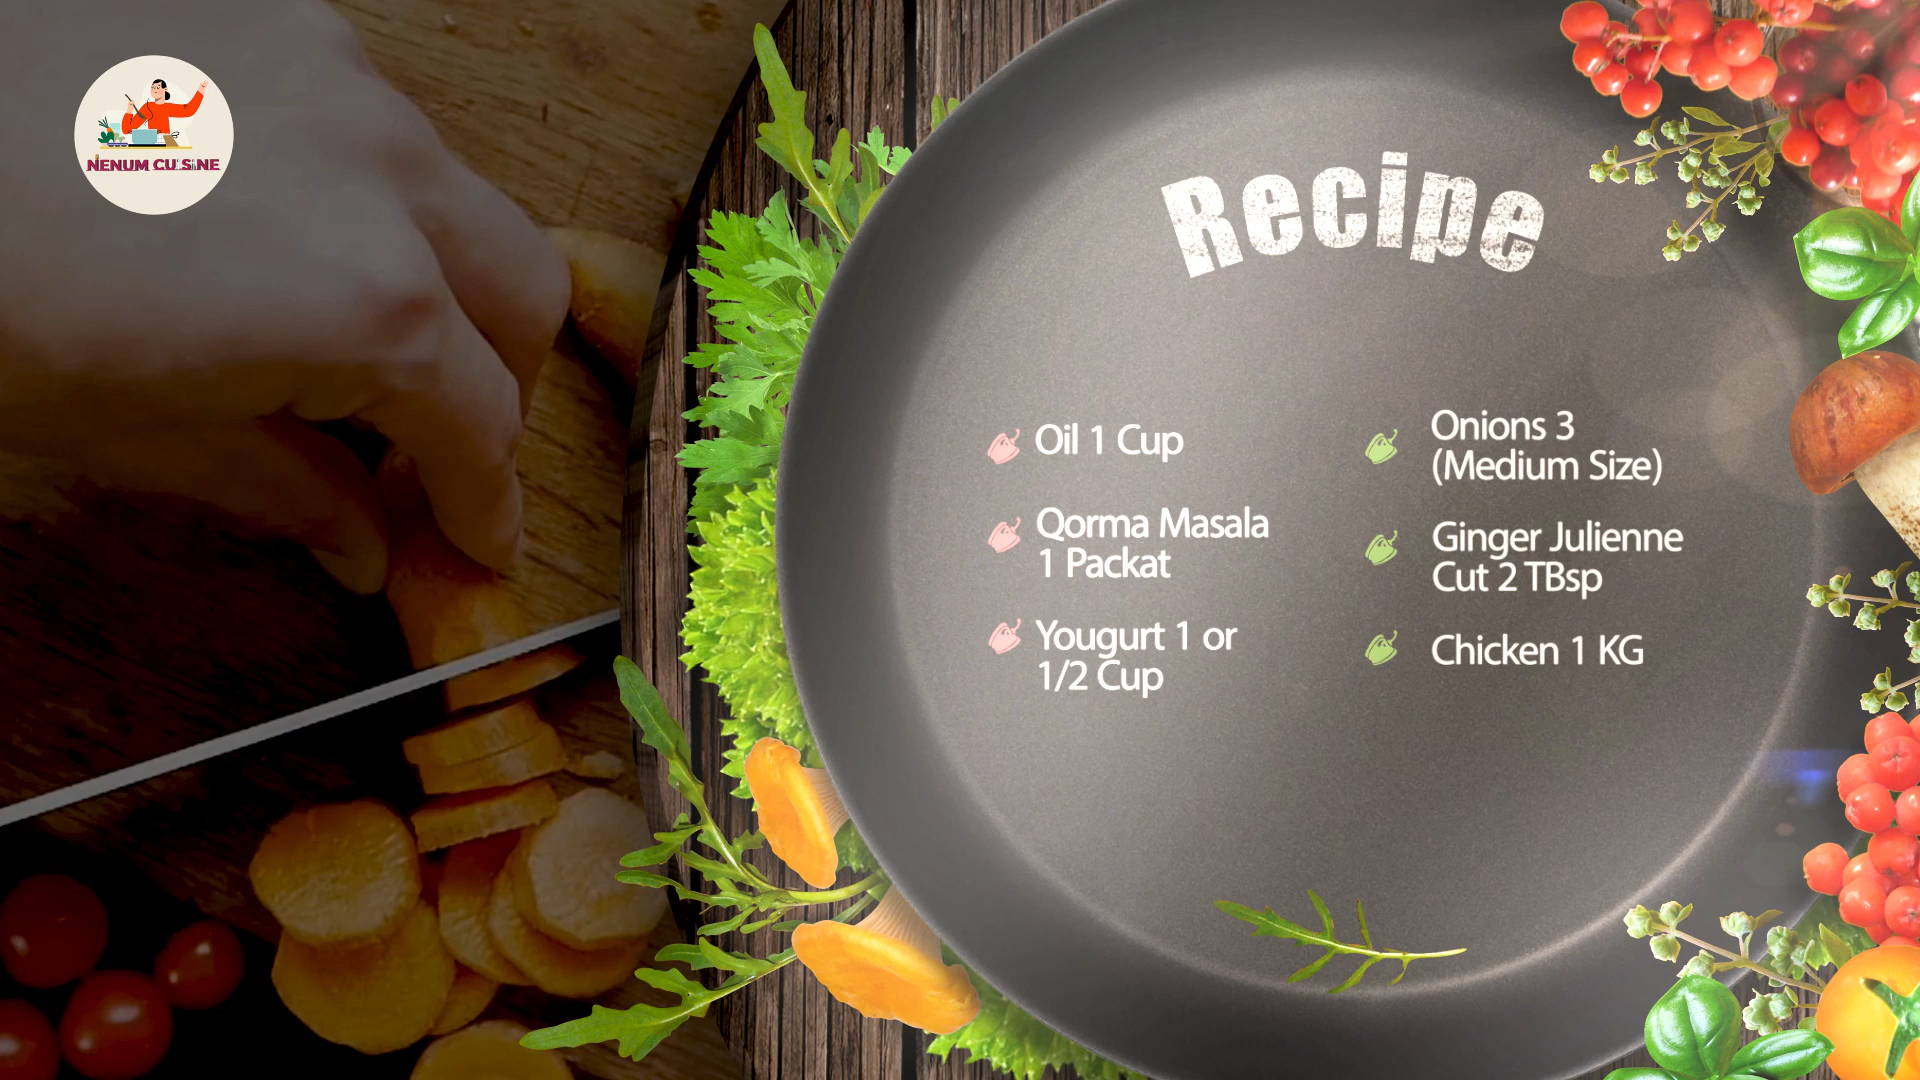 NENUM CUISINE
Recipe
Oil 1 Cup
Qorma Masala
1 Packat
Yougurt 1 or
1/2 Cup
Onions 3
(Medium Size)
Ginger Julienne
Cut 2 TBsp
Chicken 1 KG